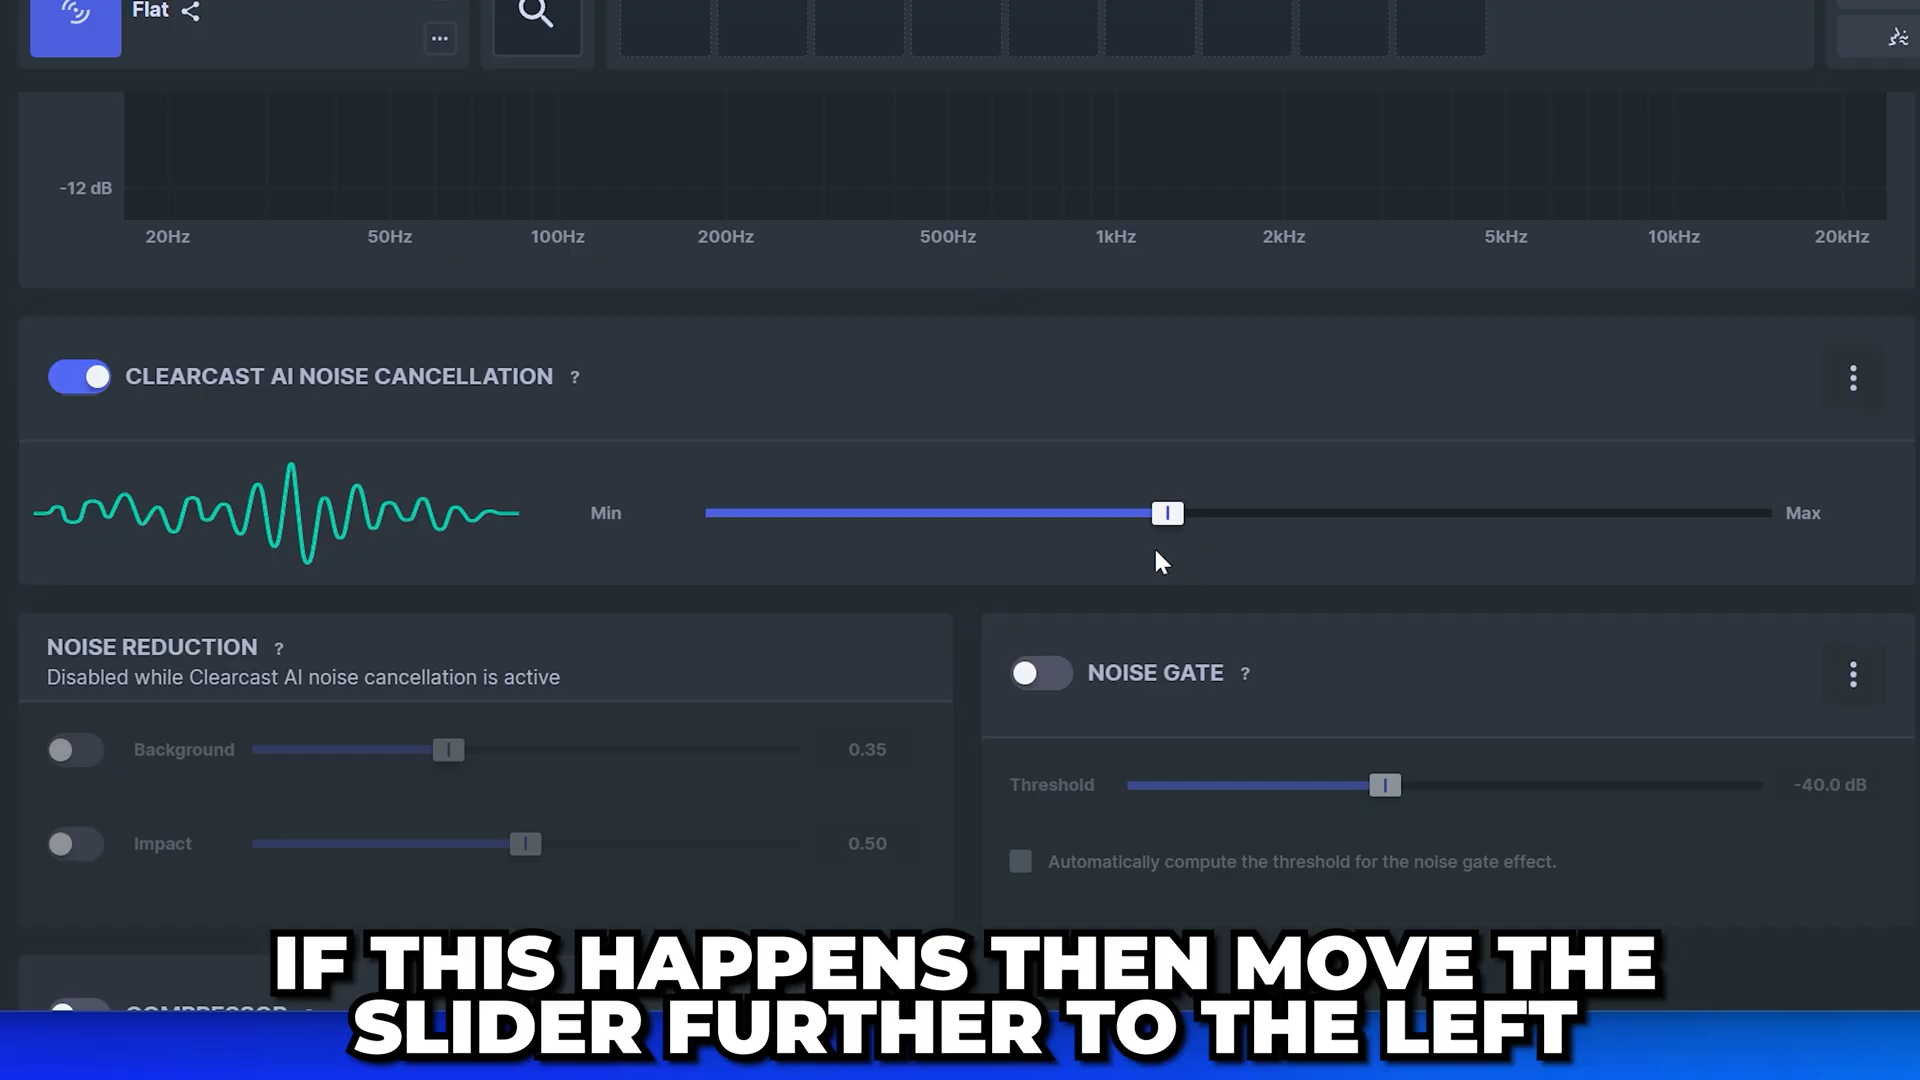 Flat
...
-12 dB
20Hz 50Hz 100Hz 200Hz 500Hz 1kHz 2kHz 5kHz 10kHz 20kHz
CLEARCAST AI NOISE CANCELLATION ?
Min Max
NOISE REDUCTION ?
Disabled while Clearcast AI noise cancellation is active
Background 0.35
Impact 0.50
NOISE GATE ?
Threshold -40.0 dB
Automatically compute the threshold for the noise gate effect.
COMPRESSOR
IF THIS HAPPENS THEN MOVE THE
SLIDER FURTHER TO THE LEFT